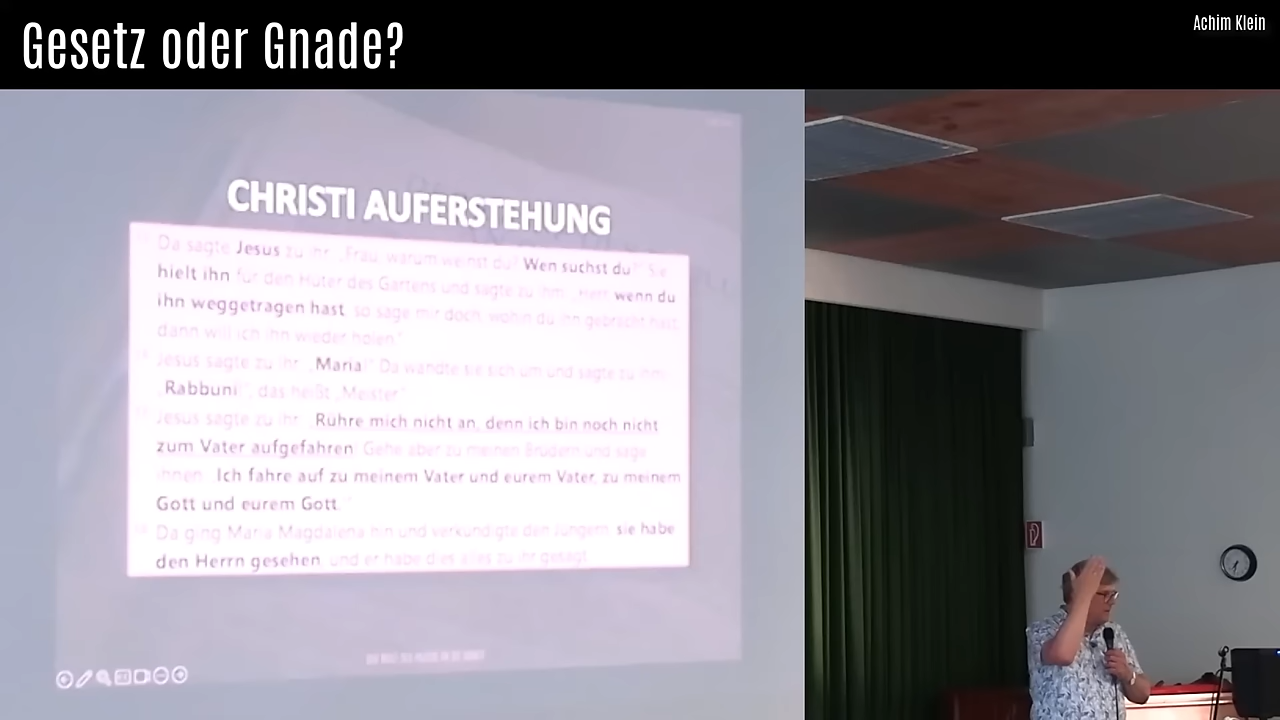 Gesetz oder Gnade?
Achim Klein
CHRISTI AUFERSTEHUNG
Da sagte Jesus zu ihr: „Frau, warum weinst du? Wen suchst du?" Sie
hielt ihn für den Hüter des Gartens und sagte zu ihm: „Herr, wenn du
ihn weggetragen hast, so sage mir doch, wohin du ihn gebracht hast,
dann will ich ihn wieder holen."
Jesus sagte zu ihr: „Maria!" Da wandte sie sich um und sagte zu ihm:
„Rabbuni!", das heißt „Meister".
Jesus sagte zu ihr: „Rühre mich nicht an, denn ich bin noch nicht
zum Vater aufgefahren. Gehe aber zu meinen Brüdern und sage
ihnen: „Ich fahre auf zu meinem Vater und eurem Vater, zu meinem
Gott und eurem Gott."
Da ging Maria Magdalena hin und verkündigte den Jüngern, sie habe
den Herrn gesehen, und er habe dies alles zu ihr gesagt.